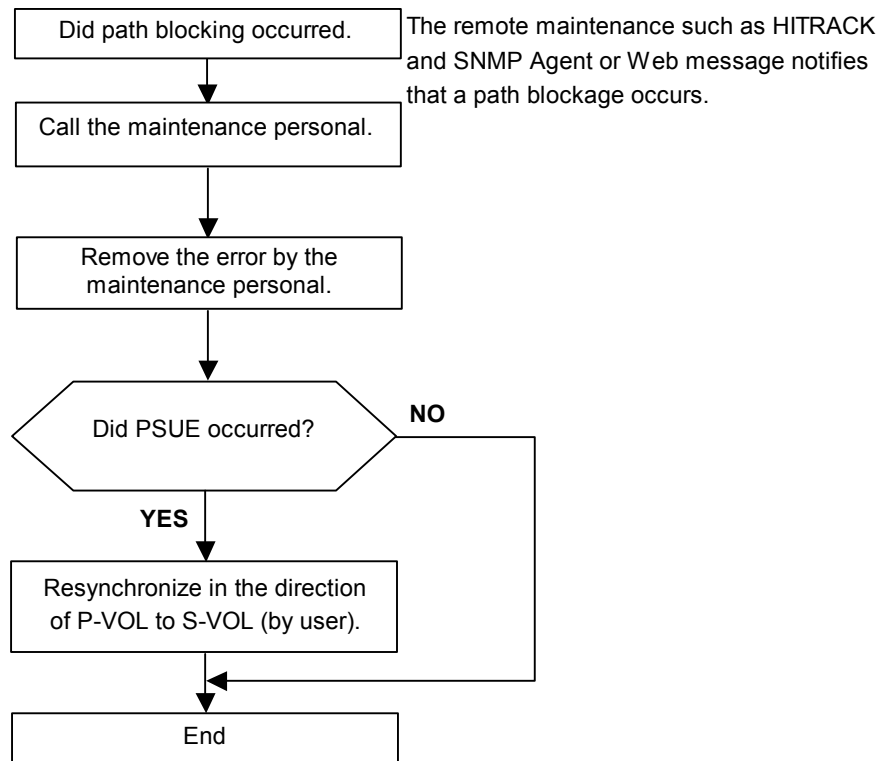 Did path blocking occurred.
The remote maintenance such as HITRACK
and SNMP Agent or Web message notifies
that a path blockage occurs.
Call the maintenance personal.
Remove the error by the
maintenance personal.
Did PSUE occurred?
NO
YES
Resynchronize in the direction
of P-VOL to S-VOL (by user).
End